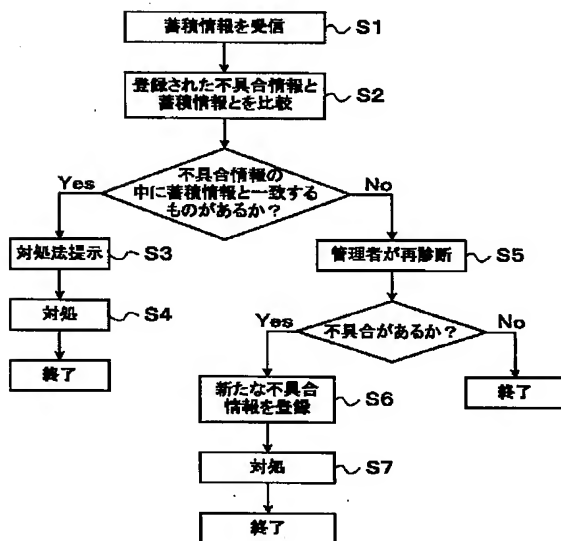 蓄積情報を受信
S1
登録された不具合情報と
蓄積情報とを比較
S2
不具合情報の
中に蓄積情報と一致する
ものがあるか?
Yes
No
対処法提示
S3
管理者が再診断
S5
対処
S4
不具合があるか?
Yes
No
終了
新たな不具合
情報を登録
S6
終了
対処
S7
終了